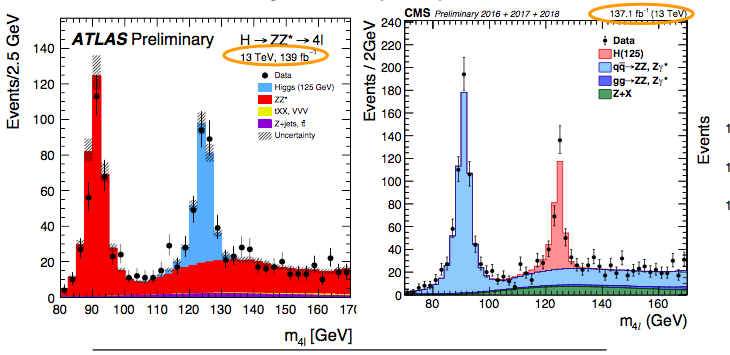 ATLAS Preliminary
H → ZZ* → 4l
13 TeV, 139 fb⁻¹
Data
Higgs (125 GeV)
ZZ*
tXX, VVV
Z+jets, tt̄
Uncertainty
Events/2.5 GeV
140
120
100
80
60
40
20
0
80 90 100 110 120 130 140 150 160 170
m4l [GeV]
CMS Preliminary 2016 + 2017 + 2018
137.1 fb⁻¹ (13 TeV)
Data
H(125)
qq̄→ZZ, Zγ*
gg→ZZ, Zγ*
Z+X
Events / 2GeV
240
220
200
180
160
140
120
100
80
60
40
20
0
80 100 120 140 160
m4l (GeV)
Events
1
1
1